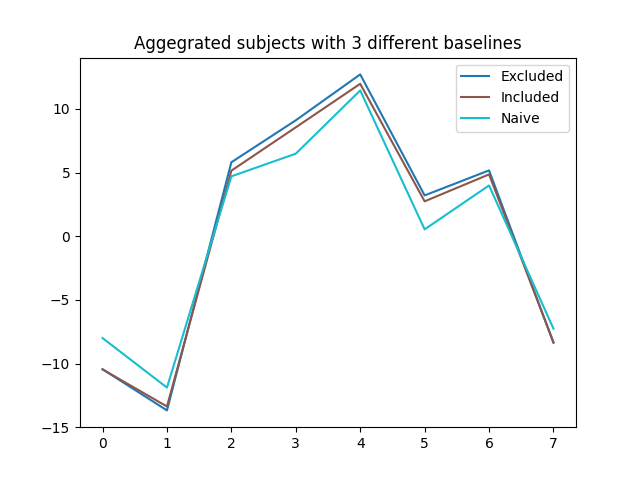 Aggegrated subjects with 3 different baselines
Excluded
Included
Naive
10
5
0
−5
−10
−15
0 1 2 3 4 5 6 7